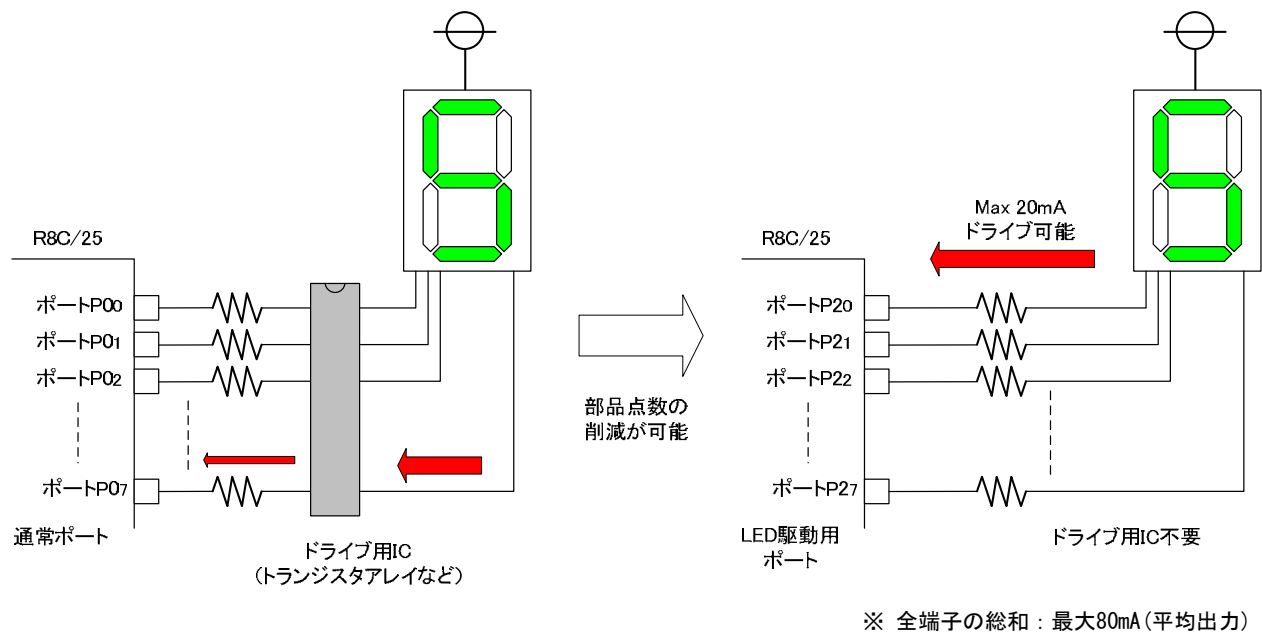 R8C/25
ポートP00
ポートP01
ポートP02
ポートP07
通常ポート
ドライブ用IC
(トランジスタアレイなど)
部品点数の
削減が可能
Max 20mA
ドライブ可能
R8C/25
ポートP20
ポートP21
ポートP22
ポートP27
LED駆動用
ポート
ドライブ用IC不要
※ 全端子の総和：最大80mA(平均出力)